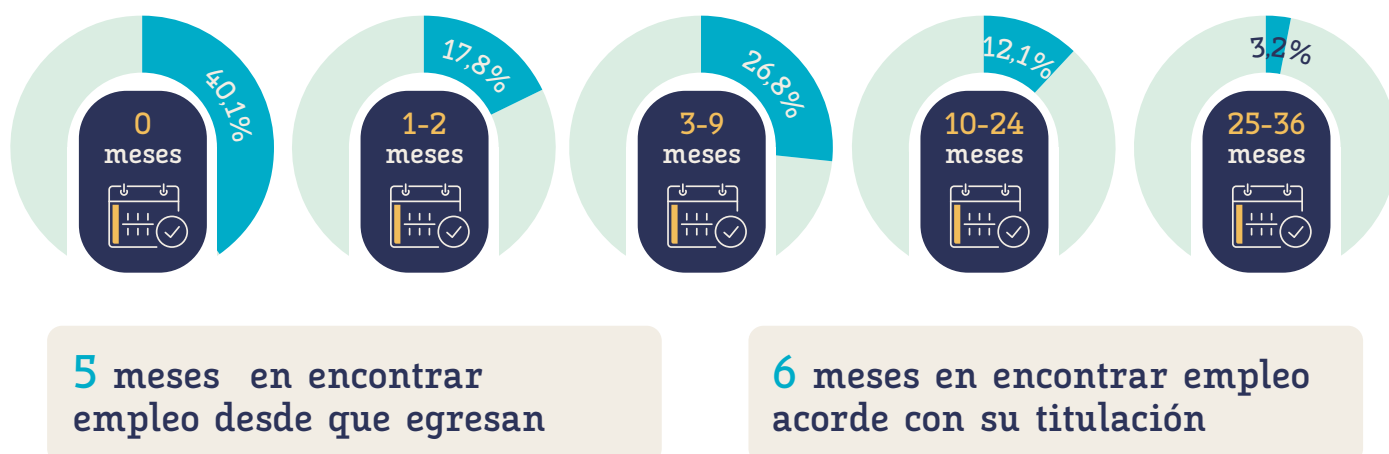 40,1%
0
meses
17,8%
1-2
meses
26,8%
3-9
meses
12,1%
10-24
meses
3,2%
25-36
meses
5 meses en encontrar
empleo desde que egresan
6 meses en encontrar empleo
acorde con su titulación